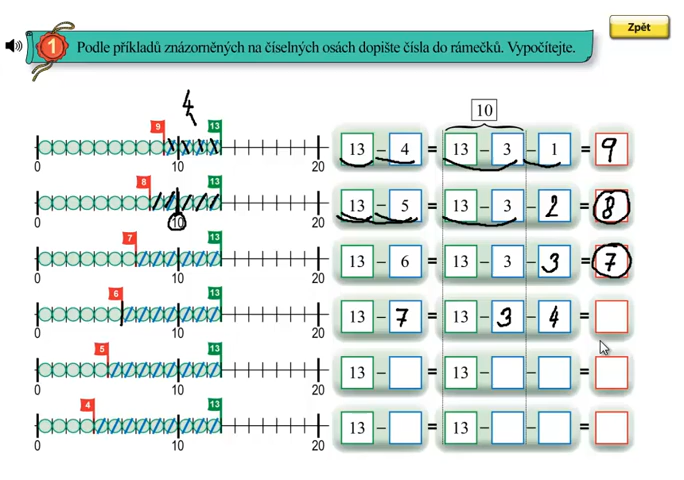 Zpět
1 Podle příkladů znázorněných na číselných osách dopište čísla do rámečků. Vypočítejte.
4
10
9 13
0 10 20
13 - 4 = 13 - 3 - 1 = 9
8 13
0 10 20
13 - 5 = 13 - 3 - 2 = 8
7 13
0 10 20
13 - 6 = 13 - 3 - 3 = 7
6 13
0 10 20
13 - 7 = 13 - 3 - 4 =
5 13
0 10 20
13 - = 13 - - =
4 13
0 10 20
13 - = 13 - - =